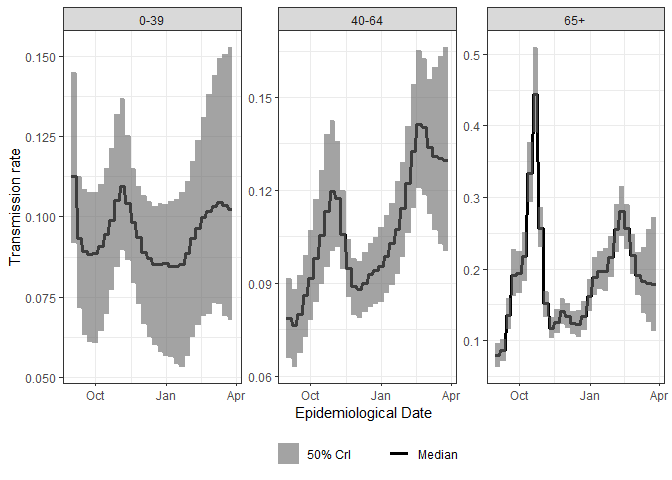 0-39 40-64 65+
0.150 0.15 0.5
0.125 0.4
0.12 0.3
0.100
0.09 0.2
0.075
0.1
0.050 0.06
Oct Jan Apr Oct Jan Apr Oct Jan Apr
Transmission rate
Epidemiological Date
50% CrI Median